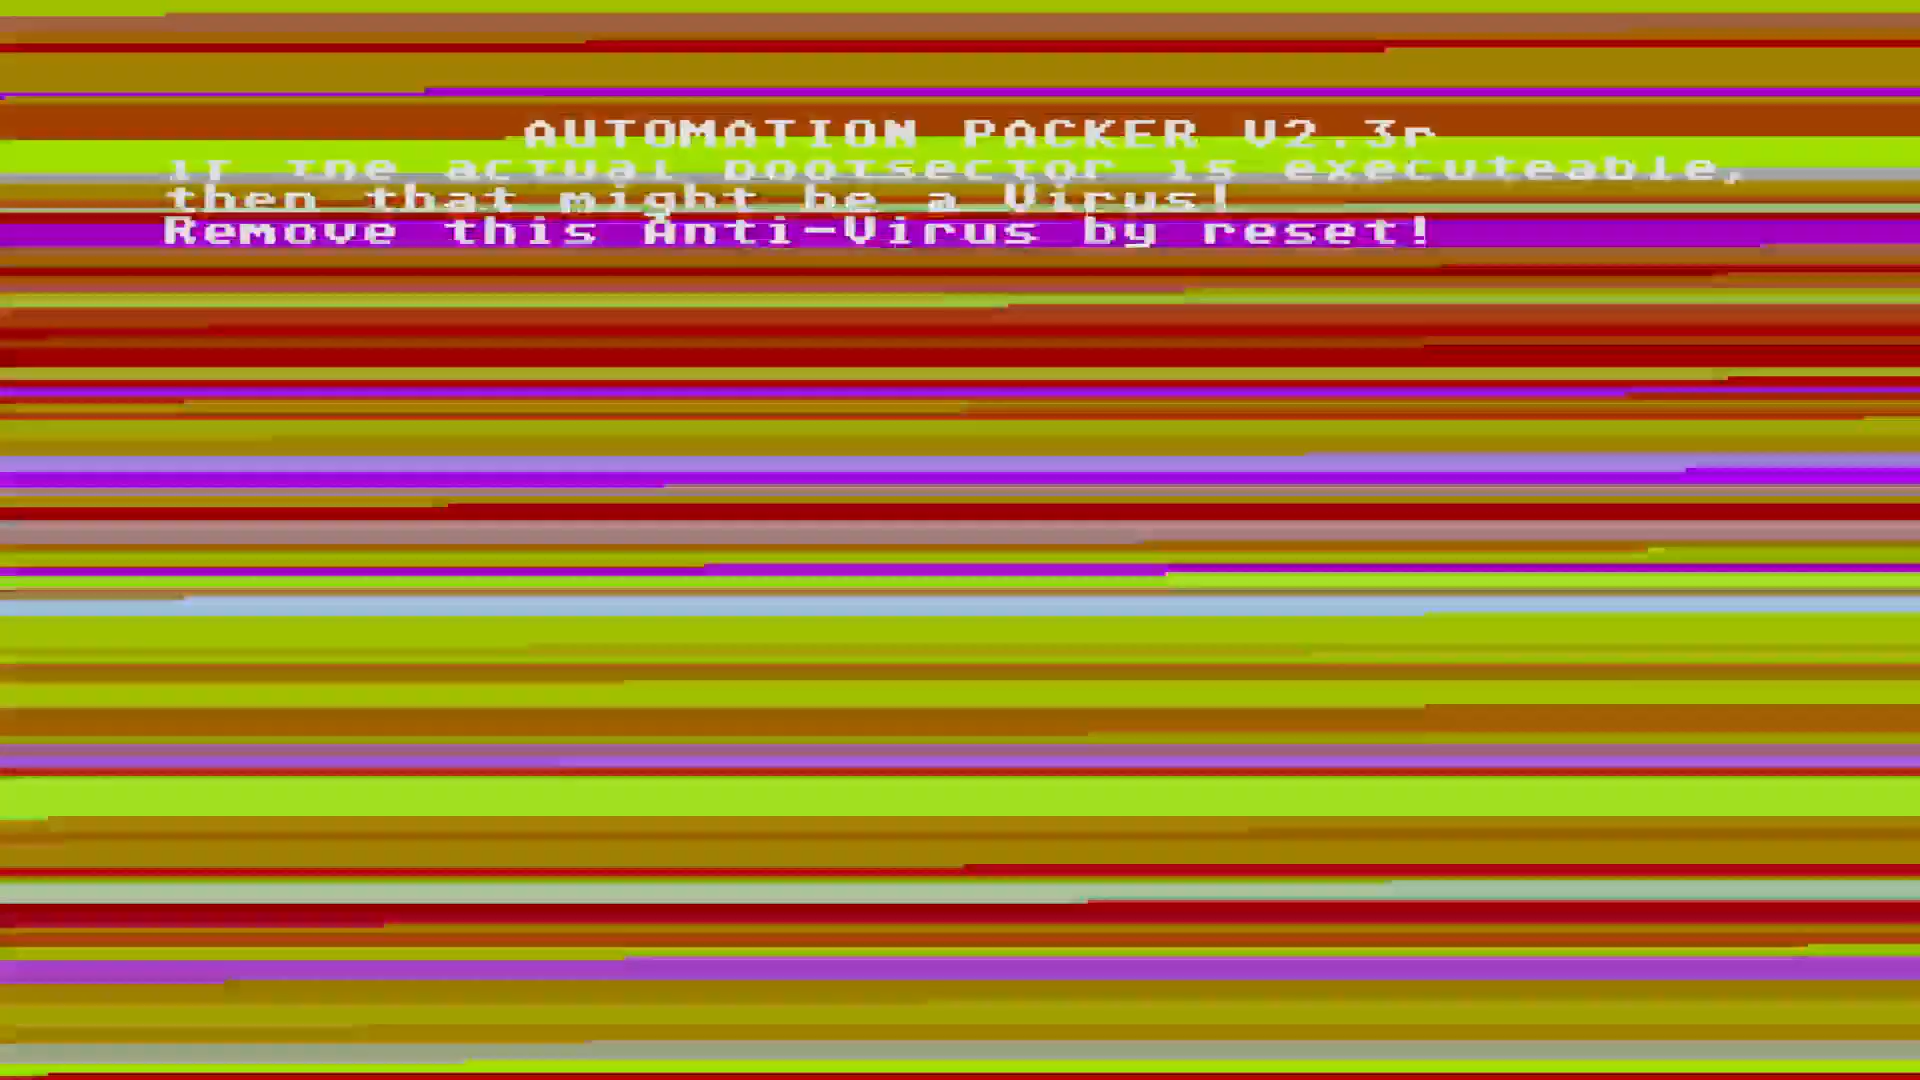 AUTOMATION PACKER V2.3r
If the actual bootsector is executeable,
then that might be a Virus!
Remove this Anti-Virus by reset!